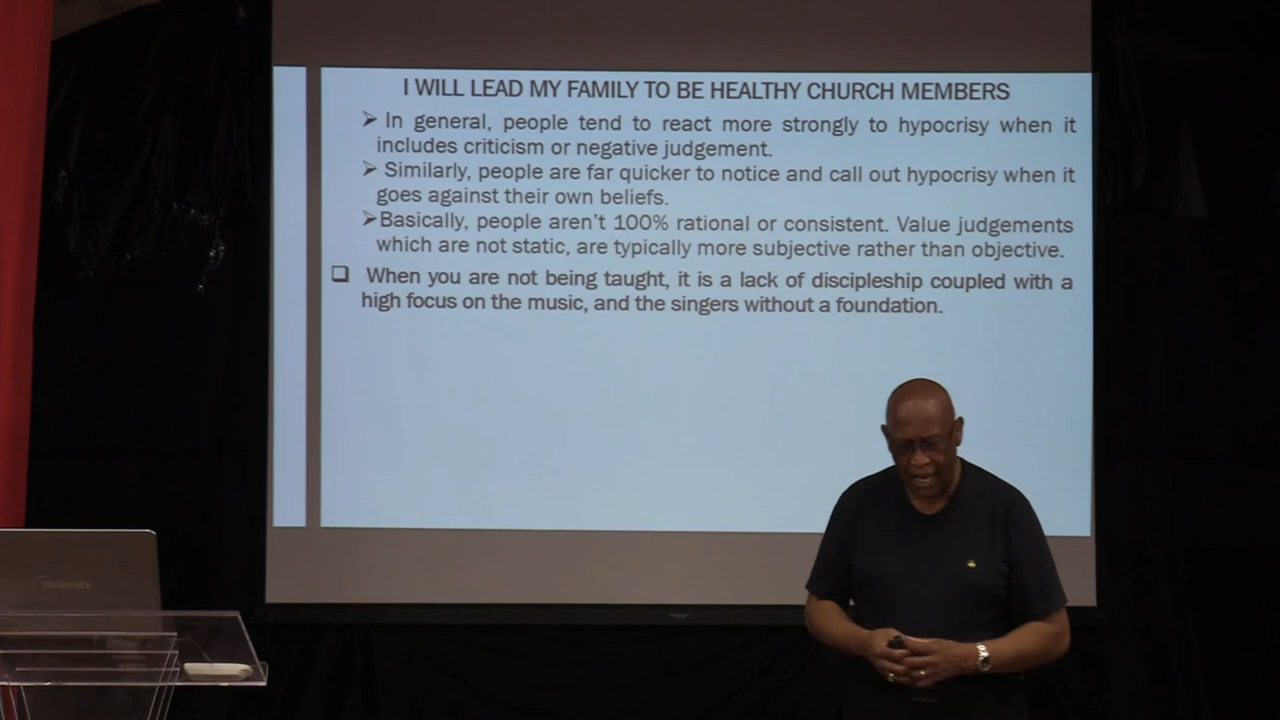 I WILL LEAD MY FAMILY TO BE HEALTHY CHURCH MEMBERS
➢ In general, people tend to react more strongly to hypocrisy when it
includes criticism or negative judgement.
➢ Similarly, people are far quicker to notice and call out hypocrisy when it
goes against their own beliefs.
➢Basically, people aren't 100% rational or consistent. Value judgements
which are not static, are typically more subjective rather than objective.
❑ When you are not being taught, it is a lack of discipleship coupled with a
high focus on the music, and the singers without a foundation.
TOSHIBA